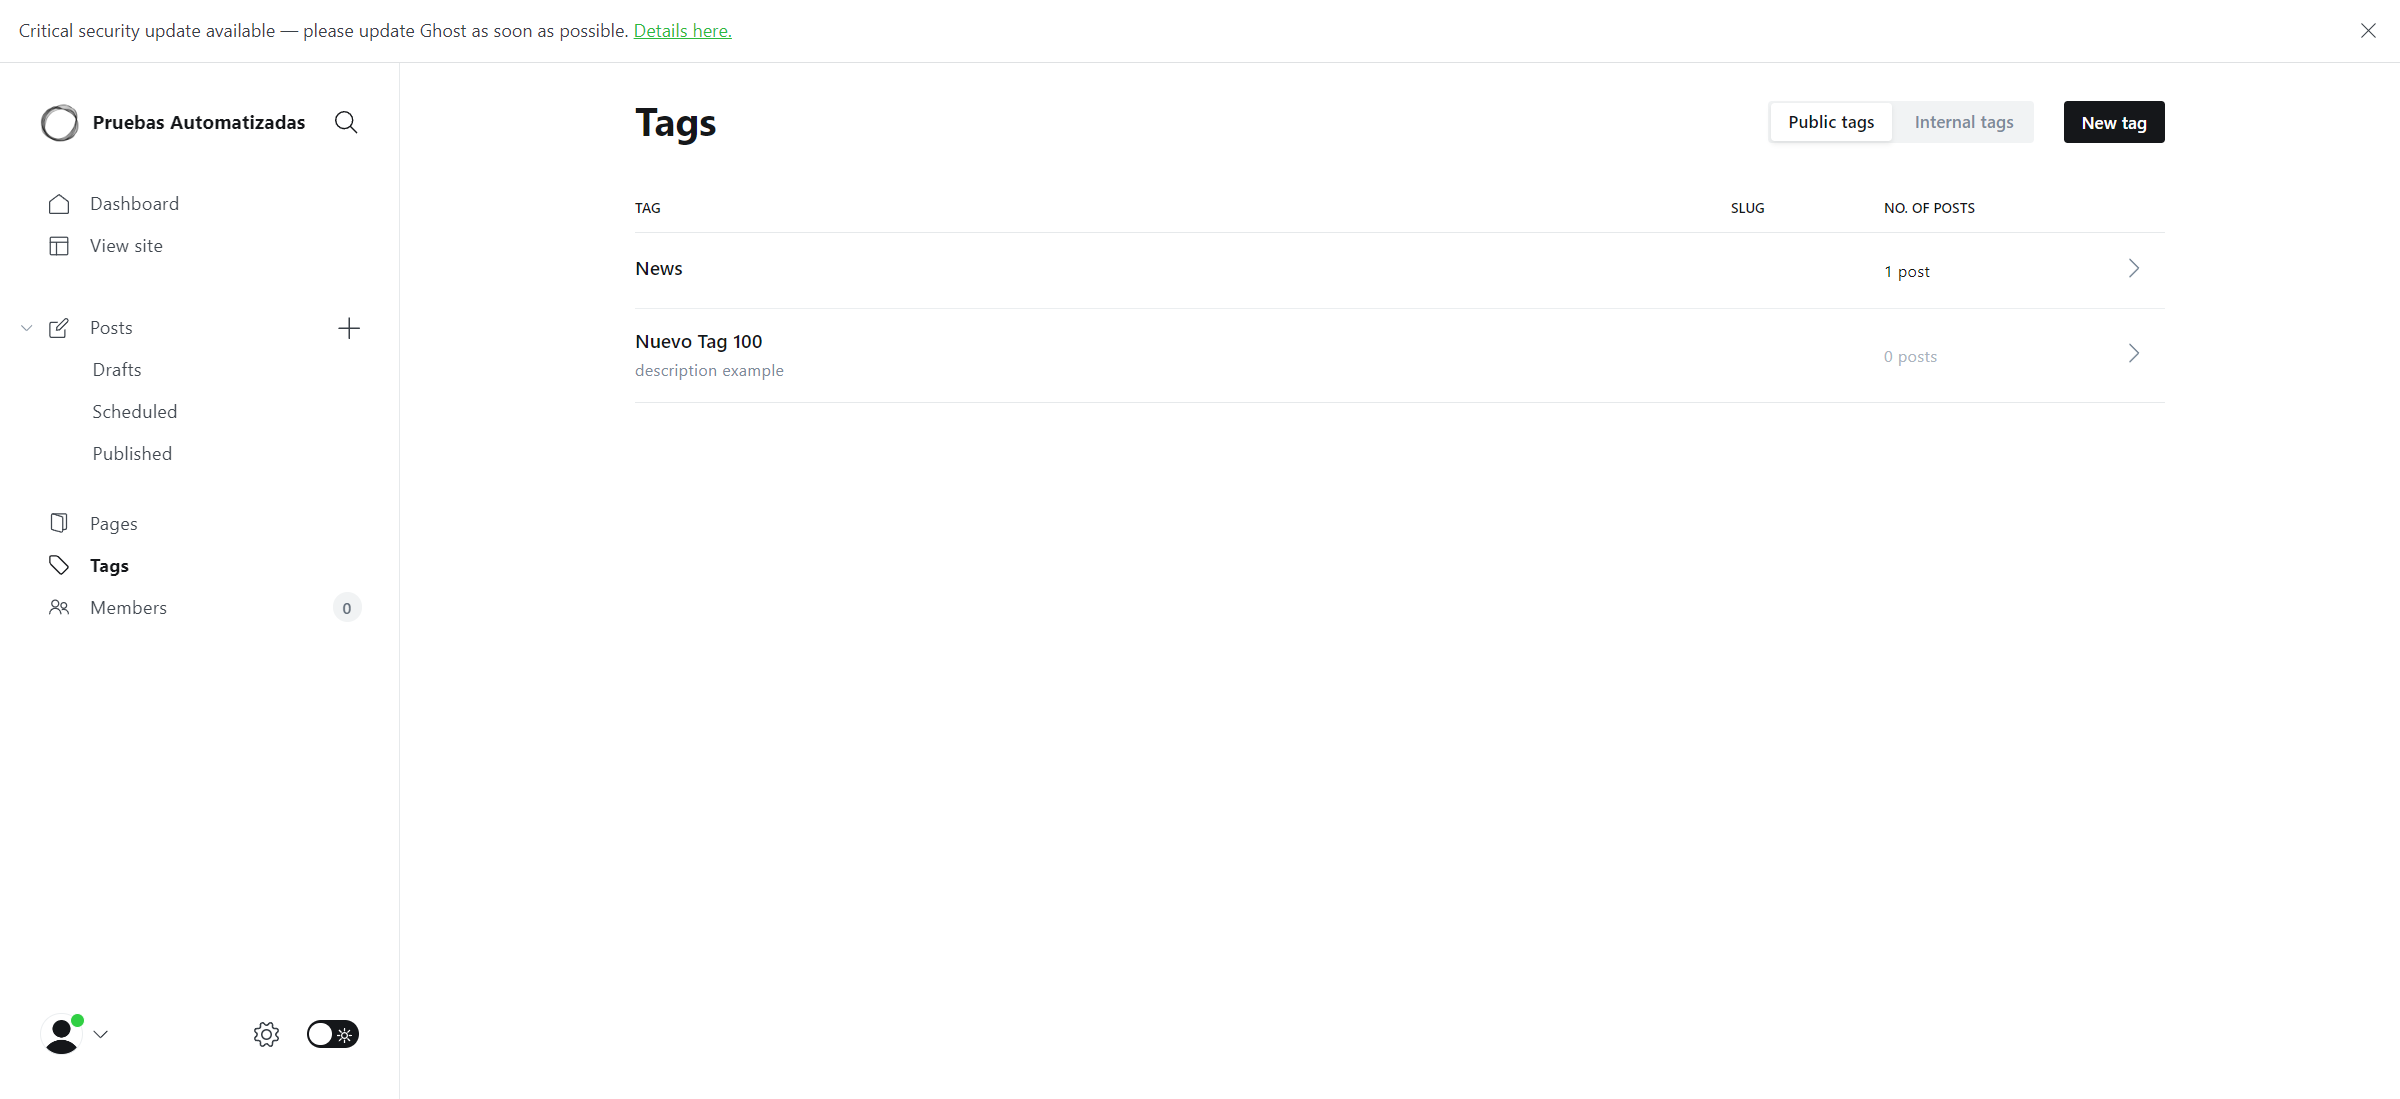 Critical security update available — please update Ghost as soon as possible. Details here.
Pruebas Automatizadas
Dashboard
View site
Posts
Drafts
Scheduled
Published
Pages
Tags
Members 0
Tags
Public tags Internal tags New tag
TAG SLUG NO. OF POSTS
News 1 post
Nuevo Tag 100
description example
0 posts